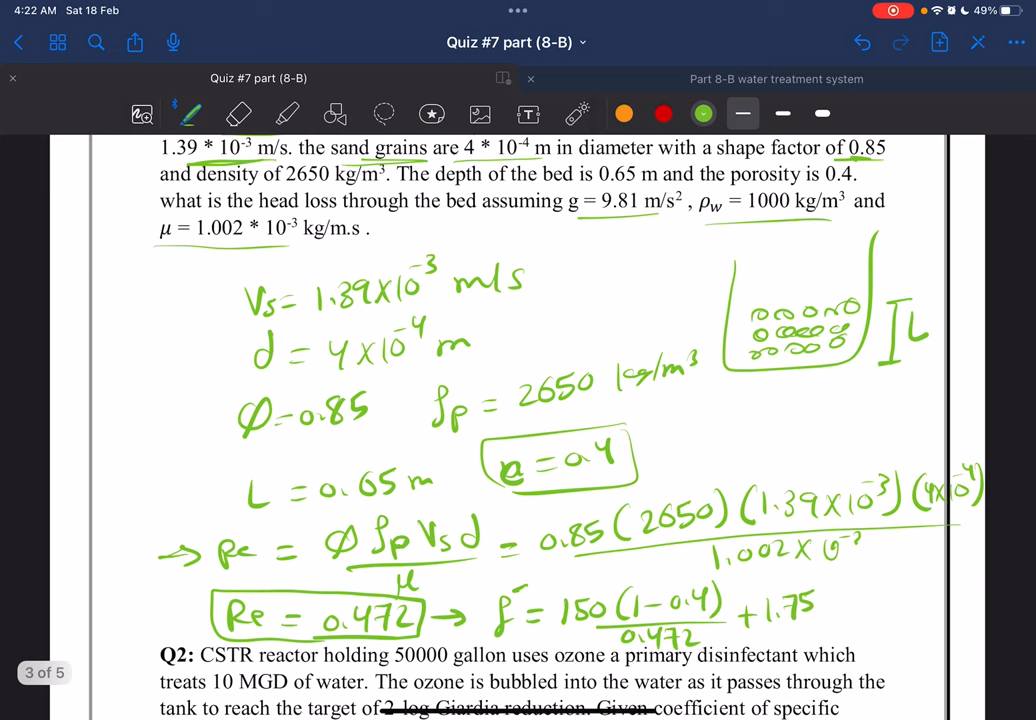 4:22 AM Sat 18 Feb
49%
Quiz #7 part (8-B)
Quiz #7 part (8-B)
Part 8-B water treatment system
1.39 * 10⁻³ m/s. the sand grains are 4 * 10⁻⁴ m in diameter with a shape factor of 0.85
and density of 2650 kg/m³. The depth of the bed is 0.65 m and the porosity is 0.4.
what is the head loss through the bed assuming g = 9.81 m/s² , ρw = 1000 kg/m³ and
μ = 1.002 * 10⁻³ kg/m.s .
Vs = 1.39 X 10⁻³ m/s
d = 4 X 10⁻⁴ m
L
Ø = 0.85
ρp = 2650 kg/m³
e = 0.4
L = 0.65 m
→ Re = Ø ρp Vs d / μ = 0.85 (2650) (1.39 X 10⁻³) (4x10⁻⁴) / 1.002 X 10⁻³
Re = 0.472 → f' = 150 (1 - 0.4) / 0.472 + 1.75
Q2: CSTR reactor holding 50000 gallon uses ozone a primary disinfectant which
3 of 5
treats 10 MGD of water. The ozone is bubbled into the water as it passes through the
tank to reach the target of 2-log Giardia reduction. Given coefficient of specific